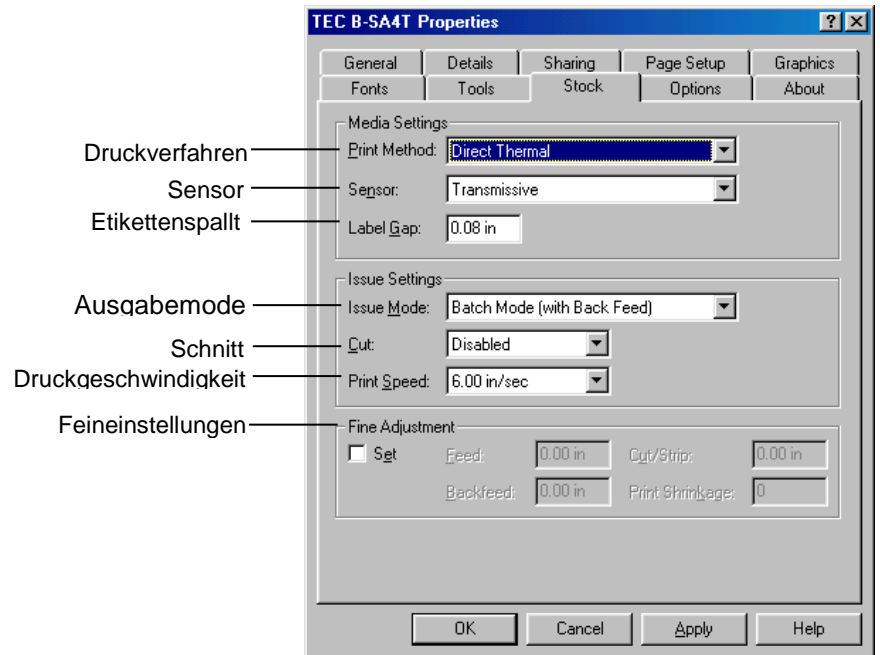 TEC B-SA4T Properties
General Details Sharing Page Setup Graphics
Fonts Tools Stock Options About
Media Settings
Druckverfahren Print Method: Direct Thermal
Sensor Sensor: Transmissive
Etikettenspallt Label Gap: 0.08 in
Issue Settings
Ausgabemode Issue Mode: Batch Mode (with Back Feed)
Schnitt Cut: Disabled
Druckgeschwindigkeit Print Speed: 6.00 in/sec
Feineinstellungen Fine Adjustment
Set Feed: 0.00 in Cut/Strip: 0.00 in
Backfeed: 0.00 in Print Shrinkage: 0
OK Cancel Apply Help